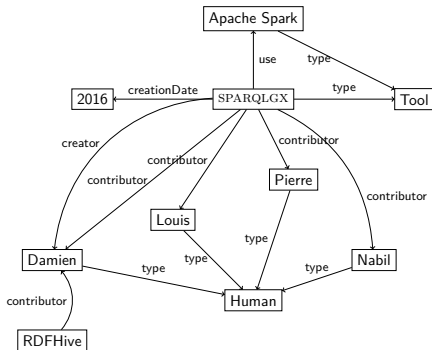 Apache Spark
use
type
creationDate
type
2016
SPARQLGX
Tool
creator
contributor
contributor
contributor
Pierre
contributor
Louis
type
type
Damien
type
type
Nabil
Human
contributor
RDFHive